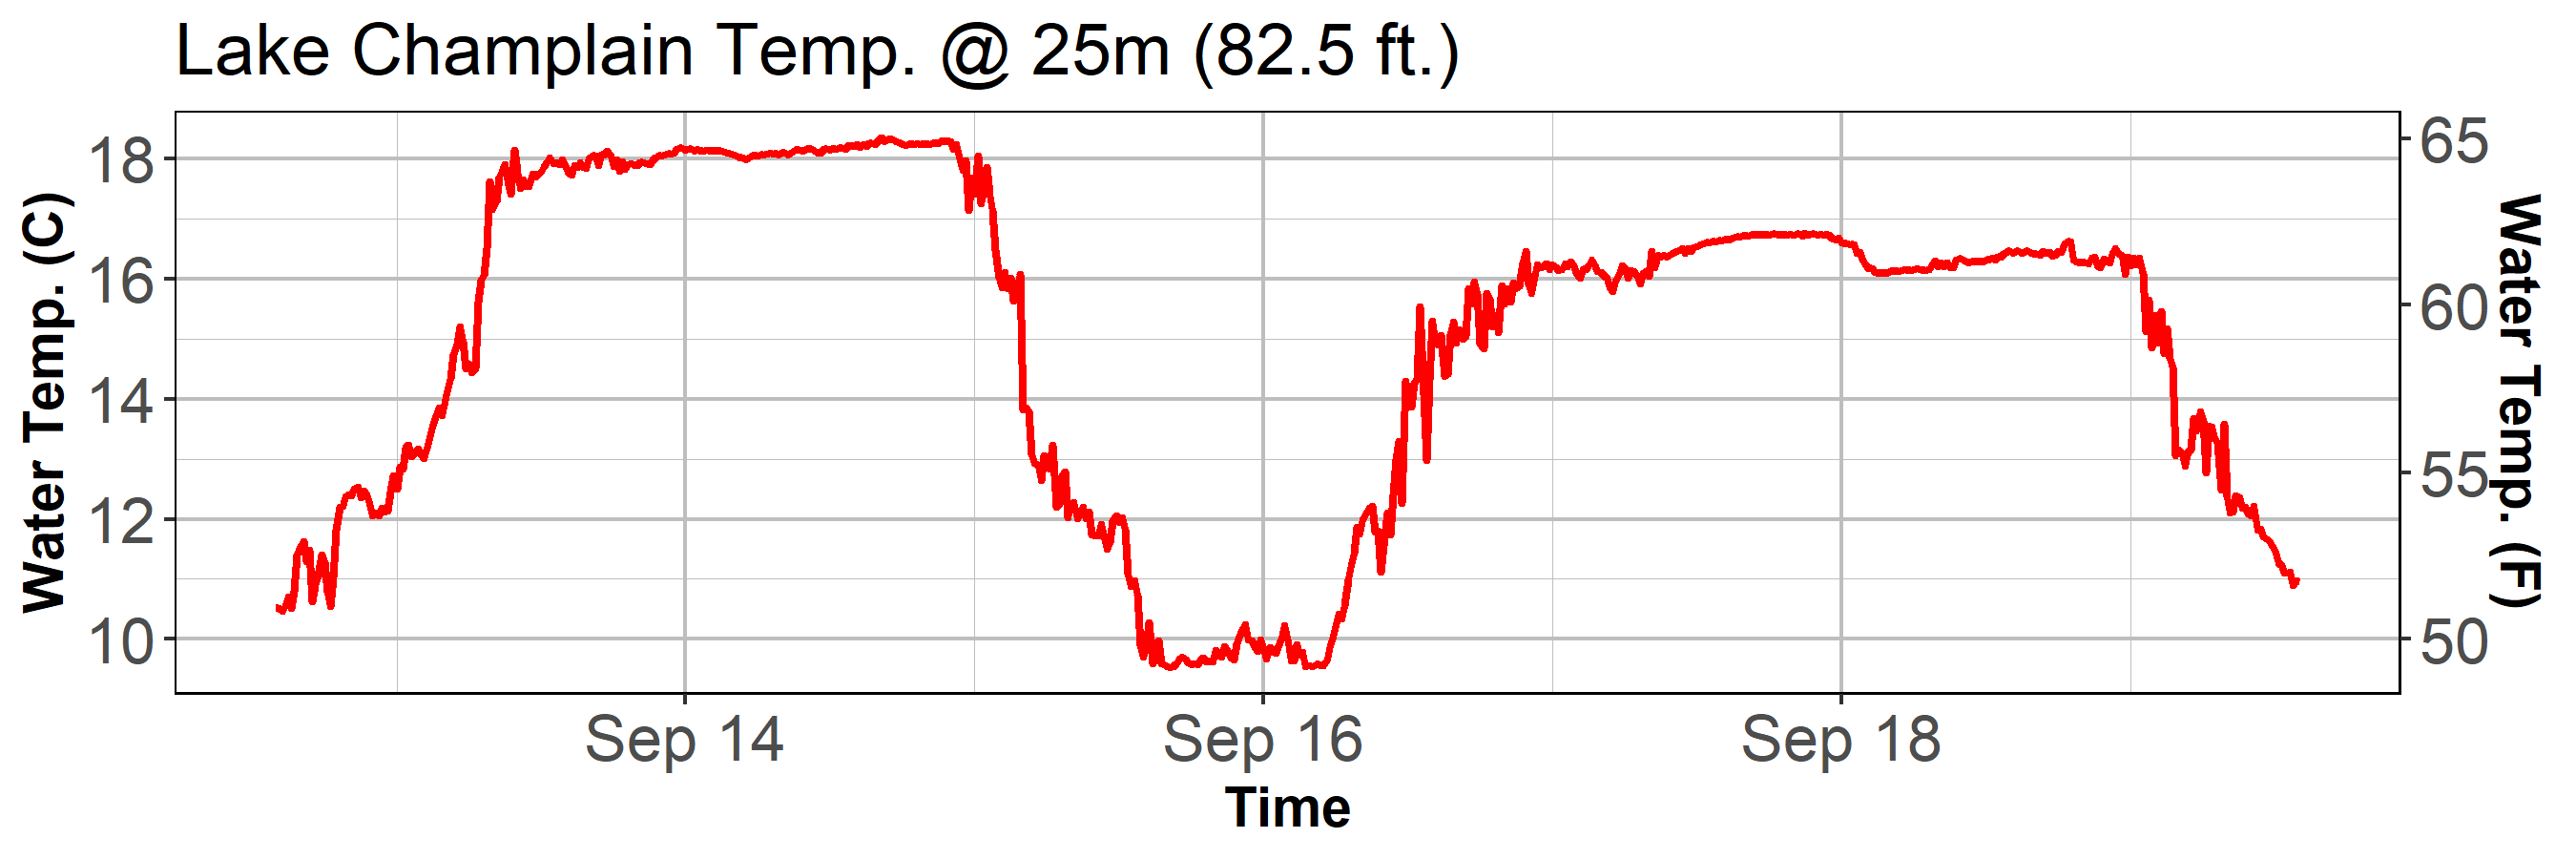 Lake Champlain Temp. @ 25m (82.5 ft.)
Water Temp. (C)
18
16
14
12
10
65
60
55
50
Water Temp. (F)
Sep 14 Sep 16 Sep 18
Time